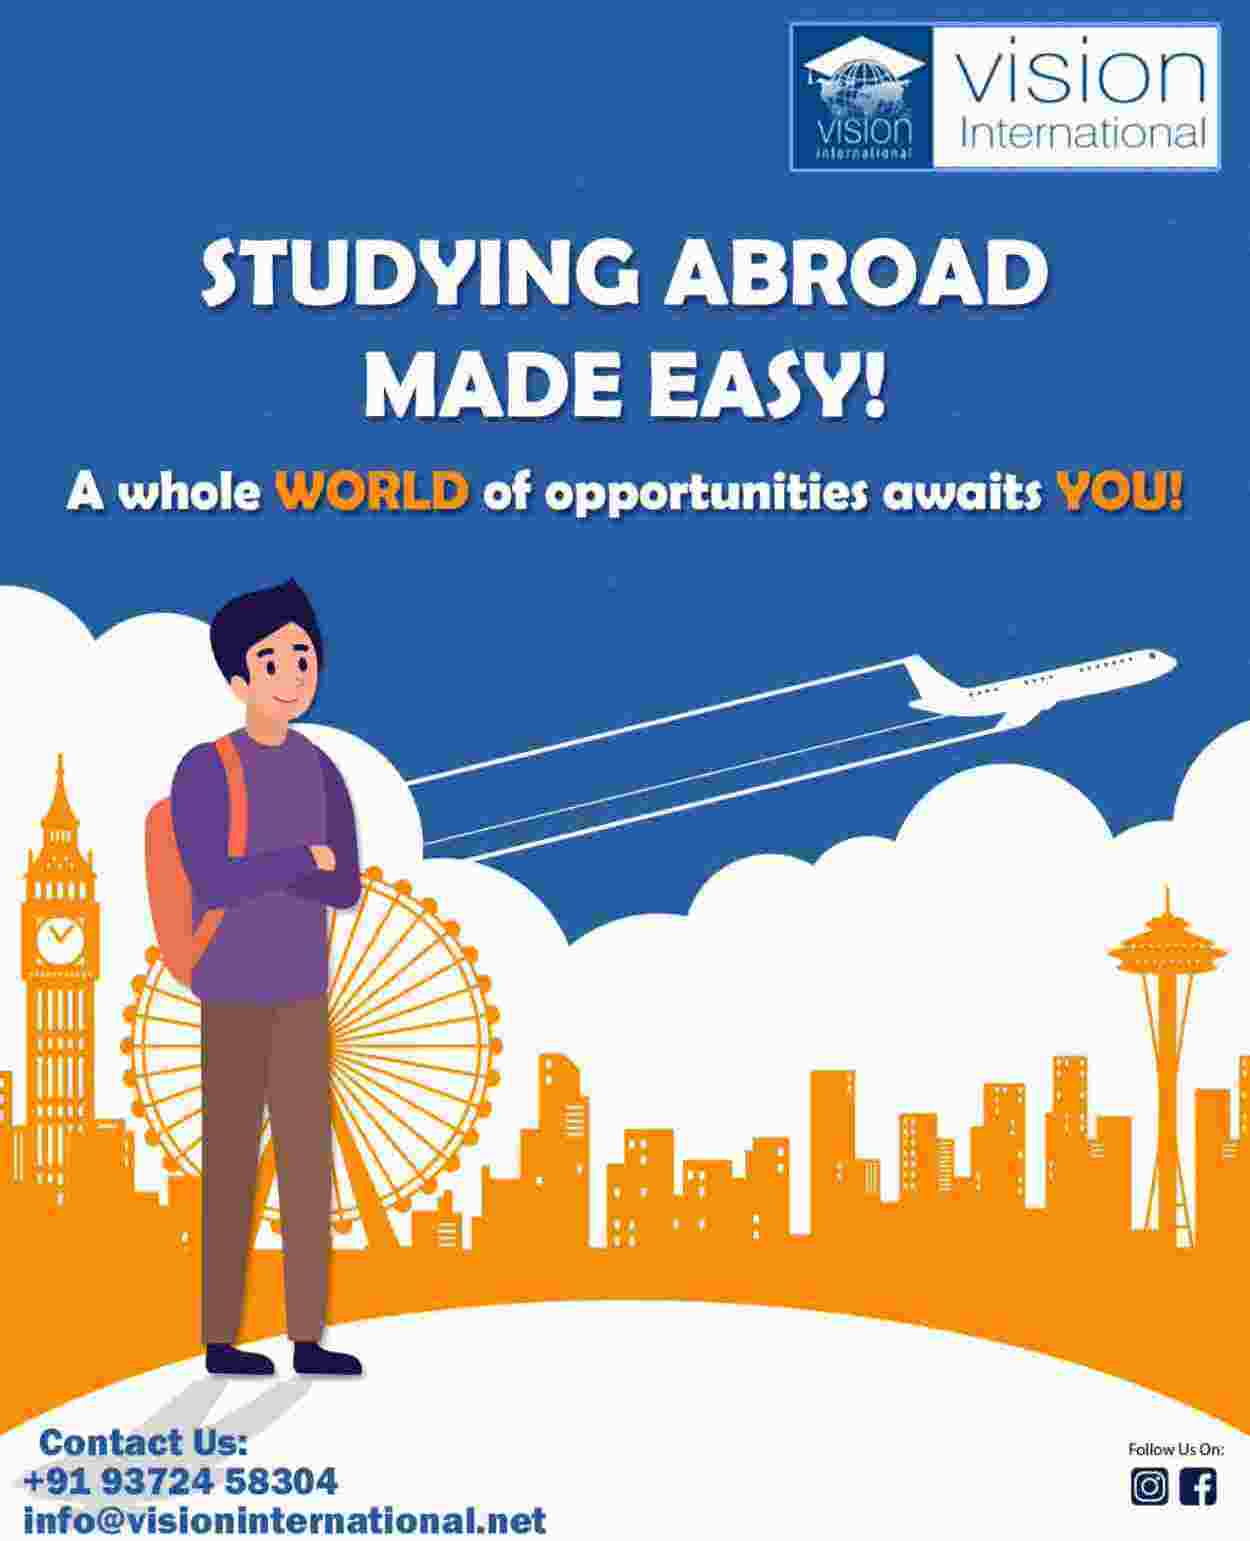 vision
international
vision
International
STUDYING ABROAD
MADE EASY!
A whole WORLD of opportunities awaits YOU!
Contact Us:
+91 93724 58304
info@visioninternational.net
Follow Us On: